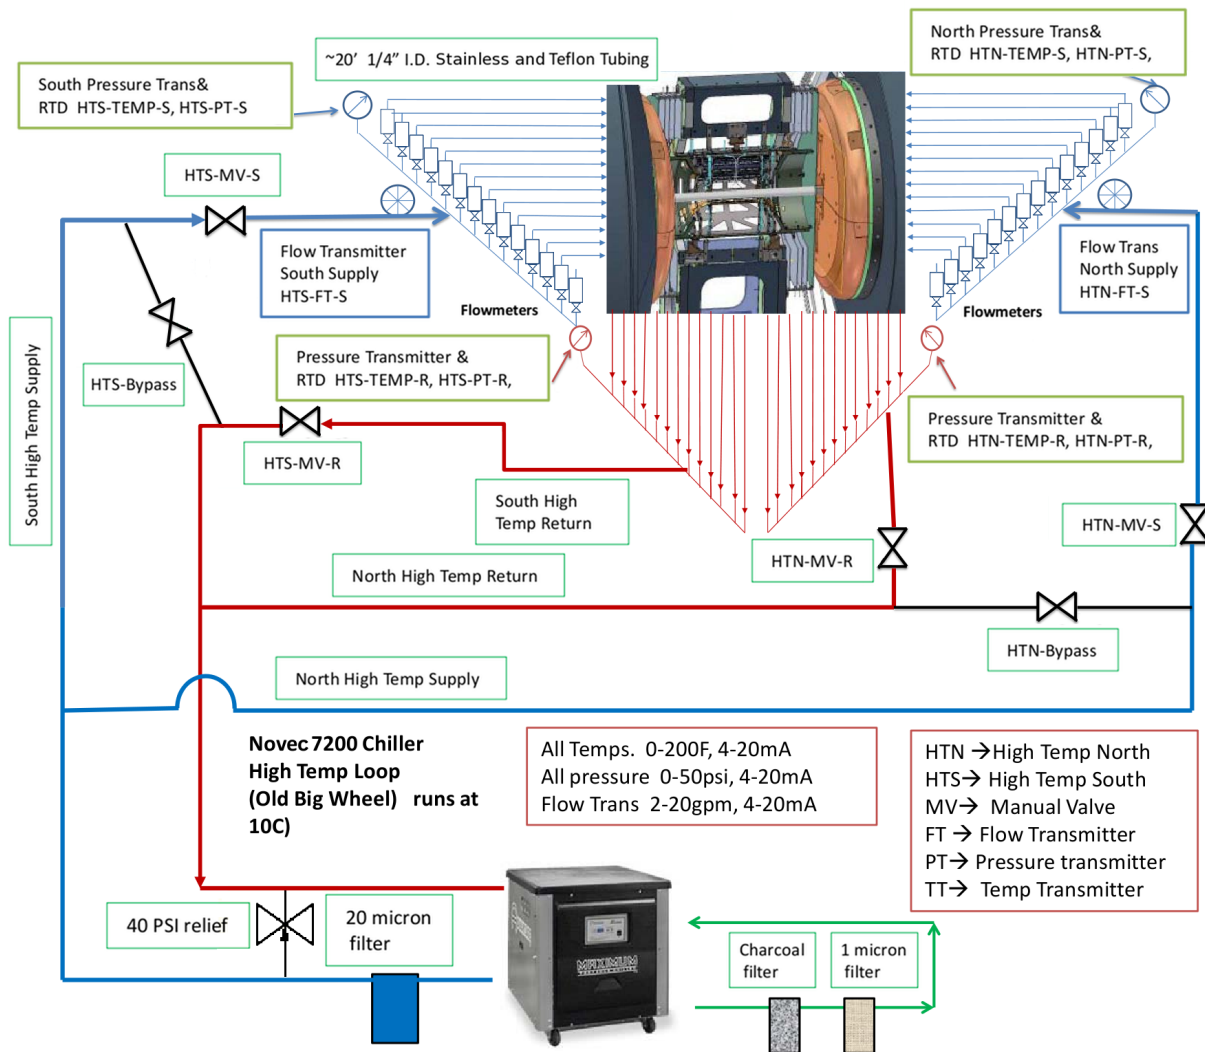 ~20' 1/4" I.D. Stainless and Teflon Tubing
South Pressure Trans&
RTD HTS-TEMP-S, HTS-PT-S
North Pressure Trans&
RTD HTN-TEMP-S, HTN-PT-S,
HTS-MV-S
Flow Transmitter
South Supply
HTS-FT-S
Flow Trans
North Supply
HTN-FT-S
Flowmeters
Flowmeters
South High Temp Supply
HTS-Bypass
Pressure Transmitter &
RTD HTS-TEMP-R, HTS-PT-R,
Pressure Transmitter &
RTD HTN-TEMP-R, HTN-PT-R,
HTS-MV-R
South High
Temp Return
HTN-MV-S
HTN-MV-R
North High Temp Return
HTN-Bypass
North High Temp Supply
Novec 7200 Chiller
High Temp Loop
(Old Big Wheel) runs at
10C)
All Temps. 0-200F, 4-20mA
All pressure 0-50psi, 4-20mA
Flow Trans 2-20gpm, 4-20mA
HTN →High Temp North
HTS→ High Temp South
MV→ Manual Valve
FT → Flow Transmitter
PT→ Pressure transmitter
TT→ Temp Transmitter
40 PSI relief
20 micron
filter
MAXIMUM
Charcoal
filter
1 micron
filter